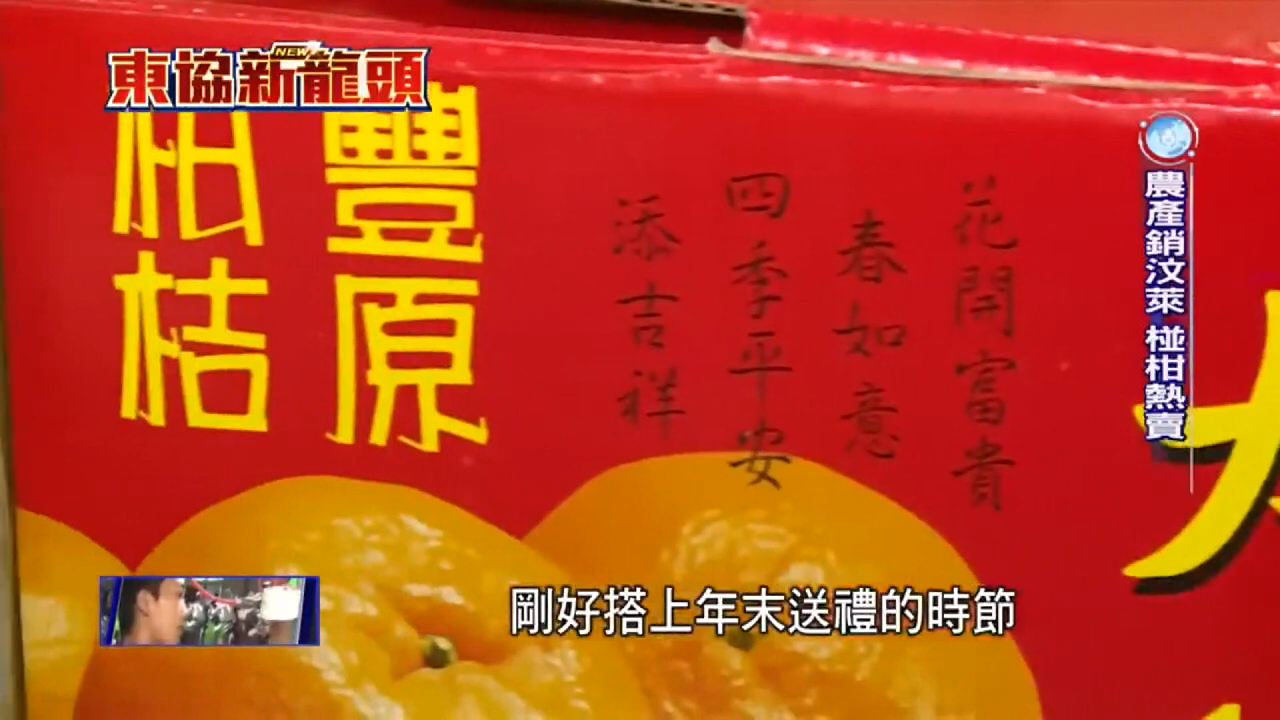 東協新龍頭
NEW
豐原
柑桔
花開富貴
春如意
四季平安
添吉祥
農產銷汶萊 椪柑熱賣
剛好搭上年末送禮的時節